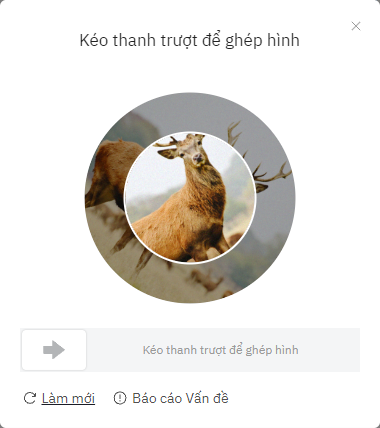 Kéo thanh trượt để ghép hình
Kéo thanh trượt để ghép hình
Làm mới
Báo cáo Vấn đề